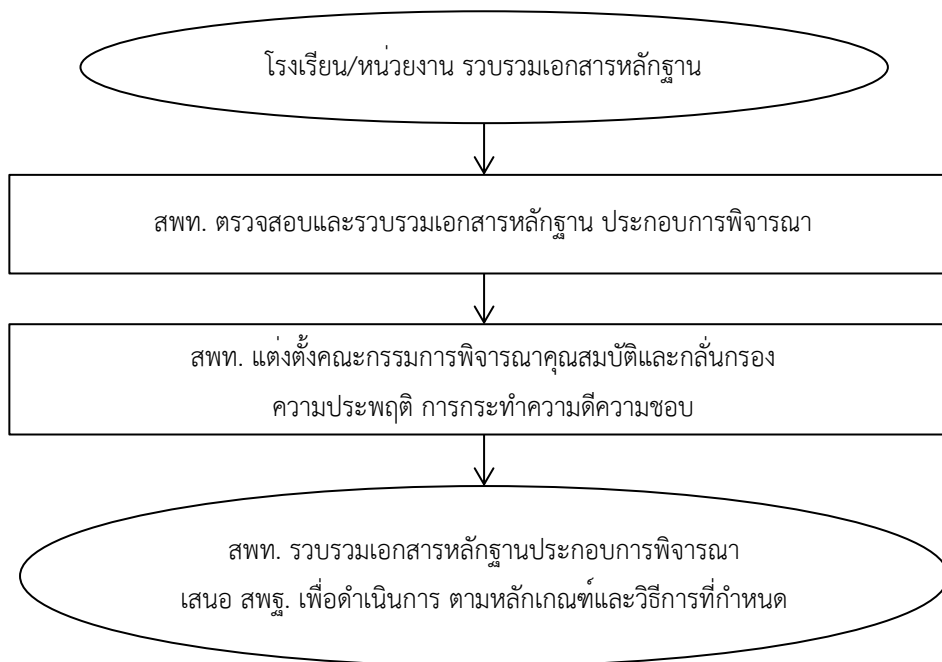 โรงเรียน/หน่วยงาน รวบรวมเอกสารหลักฐาน
สพท. ตรวจสอบและรวบรวมเอกสารหลักฐาน ประกอบการพิจารณา
สพท. แต่งตั้งคณะกรรมการพิจารณาคุณสมบัติและกลั่นกรอง
ความประพฤติ การกระทำความดีความชอบ
สพท. รวบรวมเอกสารหลักฐานประกอบการพิจารณา
เสนอ สพฐ. เพื่อดำเนินการ ตามหลักเกณฑ์และวิธีการที่กำหนด